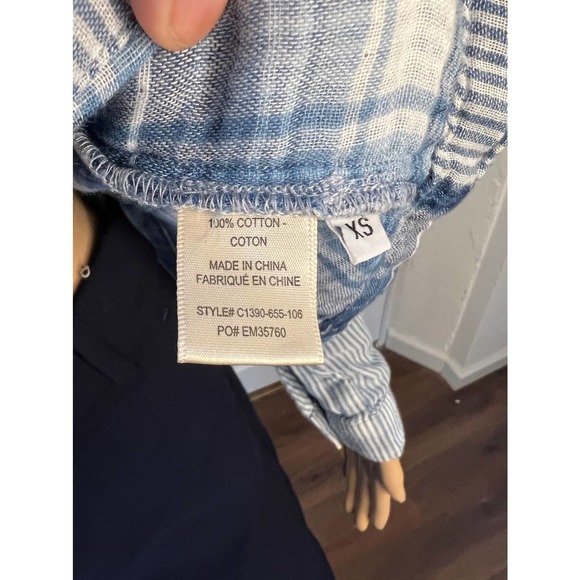 100% COTTON -
COTON
MADE IN CHINA
FABRIQUÉ EN CHINE
STYLE# C1390-655-106
PO# EM35760
XS